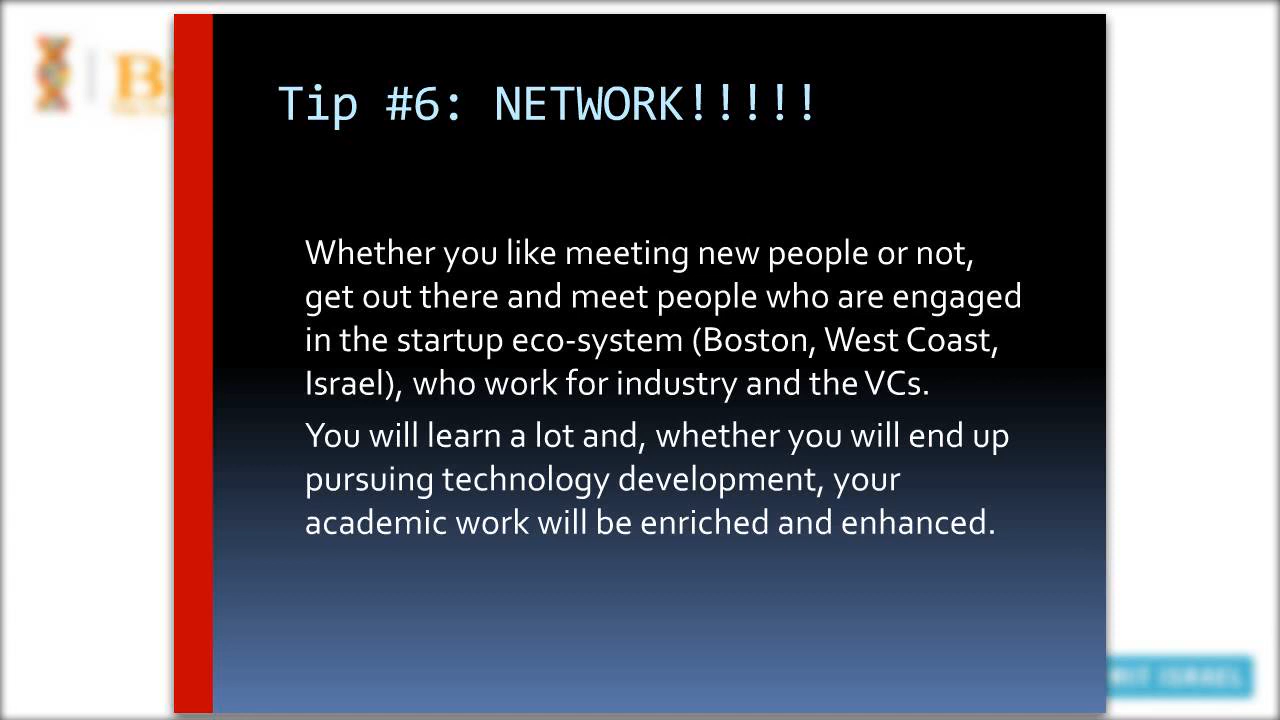 Tip #6: NETWORK!!!!!
Whether you like meeting new people or not,
get out there and meet people who are engaged
in the startup eco-system (Boston, West Coast,
Israel), who work for industry and the VCs.
You will learn a lot and, whether you will end up
pursuing technology development, your
academic work will be enriched and enhanced.
ISRAEL